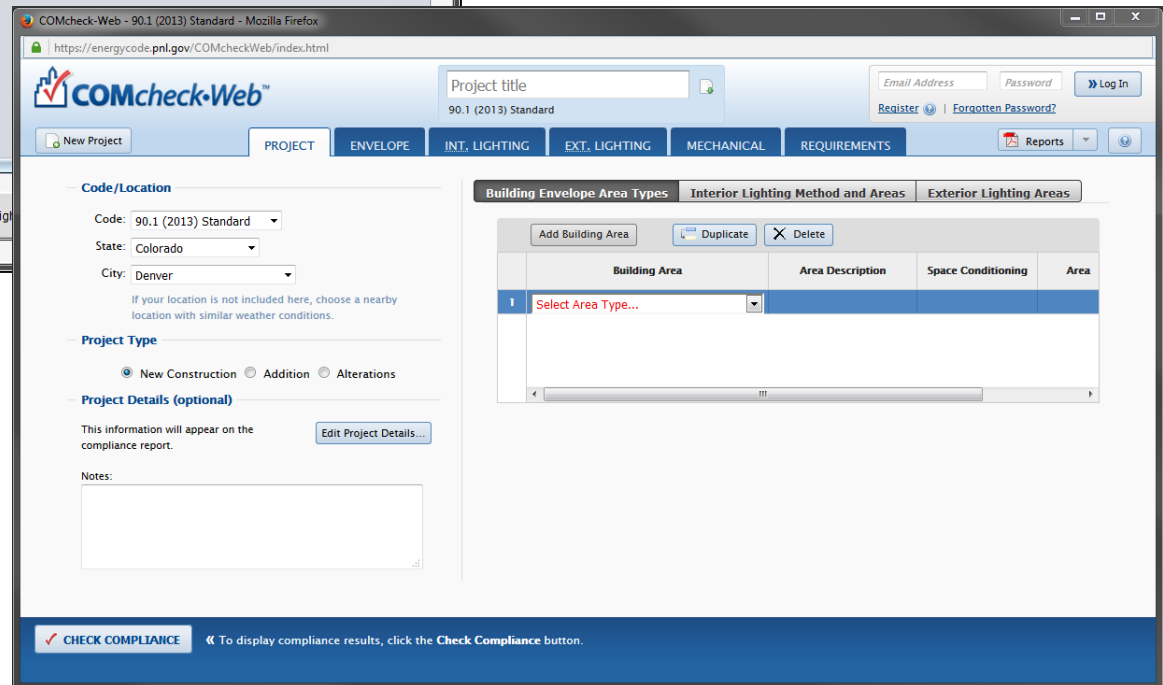 COMcheck-Web - 90.1 (2013) Standard - Mozilla Firefox
https://energycode.pnl.gov/COMcheckWeb/index.html
COMcheck•Web™
Project title
90.1 (2013) Standard
Email Address Password » Log In
Register | Forgotten Password?
New Project PROJECT ENVELOPE INT. LIGHTING EXT. LIGHTING MECHANICAL REQUIREMENTS Reports
Code/Location
Code: 90.1 (2013) Standard
State: Colorado
City: Denver
If your location is not included here, choose a nearby
location with similar weather conditions.
Project Type
New Construction Addition Alterations
Project Details (optional)
This information will appear on the
compliance report.
Edit Project Details...
Notes:
Building Envelope Area Types Interior Lighting Method and Areas Exterior Lighting Areas
Add Building Area Duplicate Delete
Building Area Area Description Space Conditioning Area
1 Select Area Type...
CHECK COMPLIANCE « To display compliance results, click the Check Compliance button.